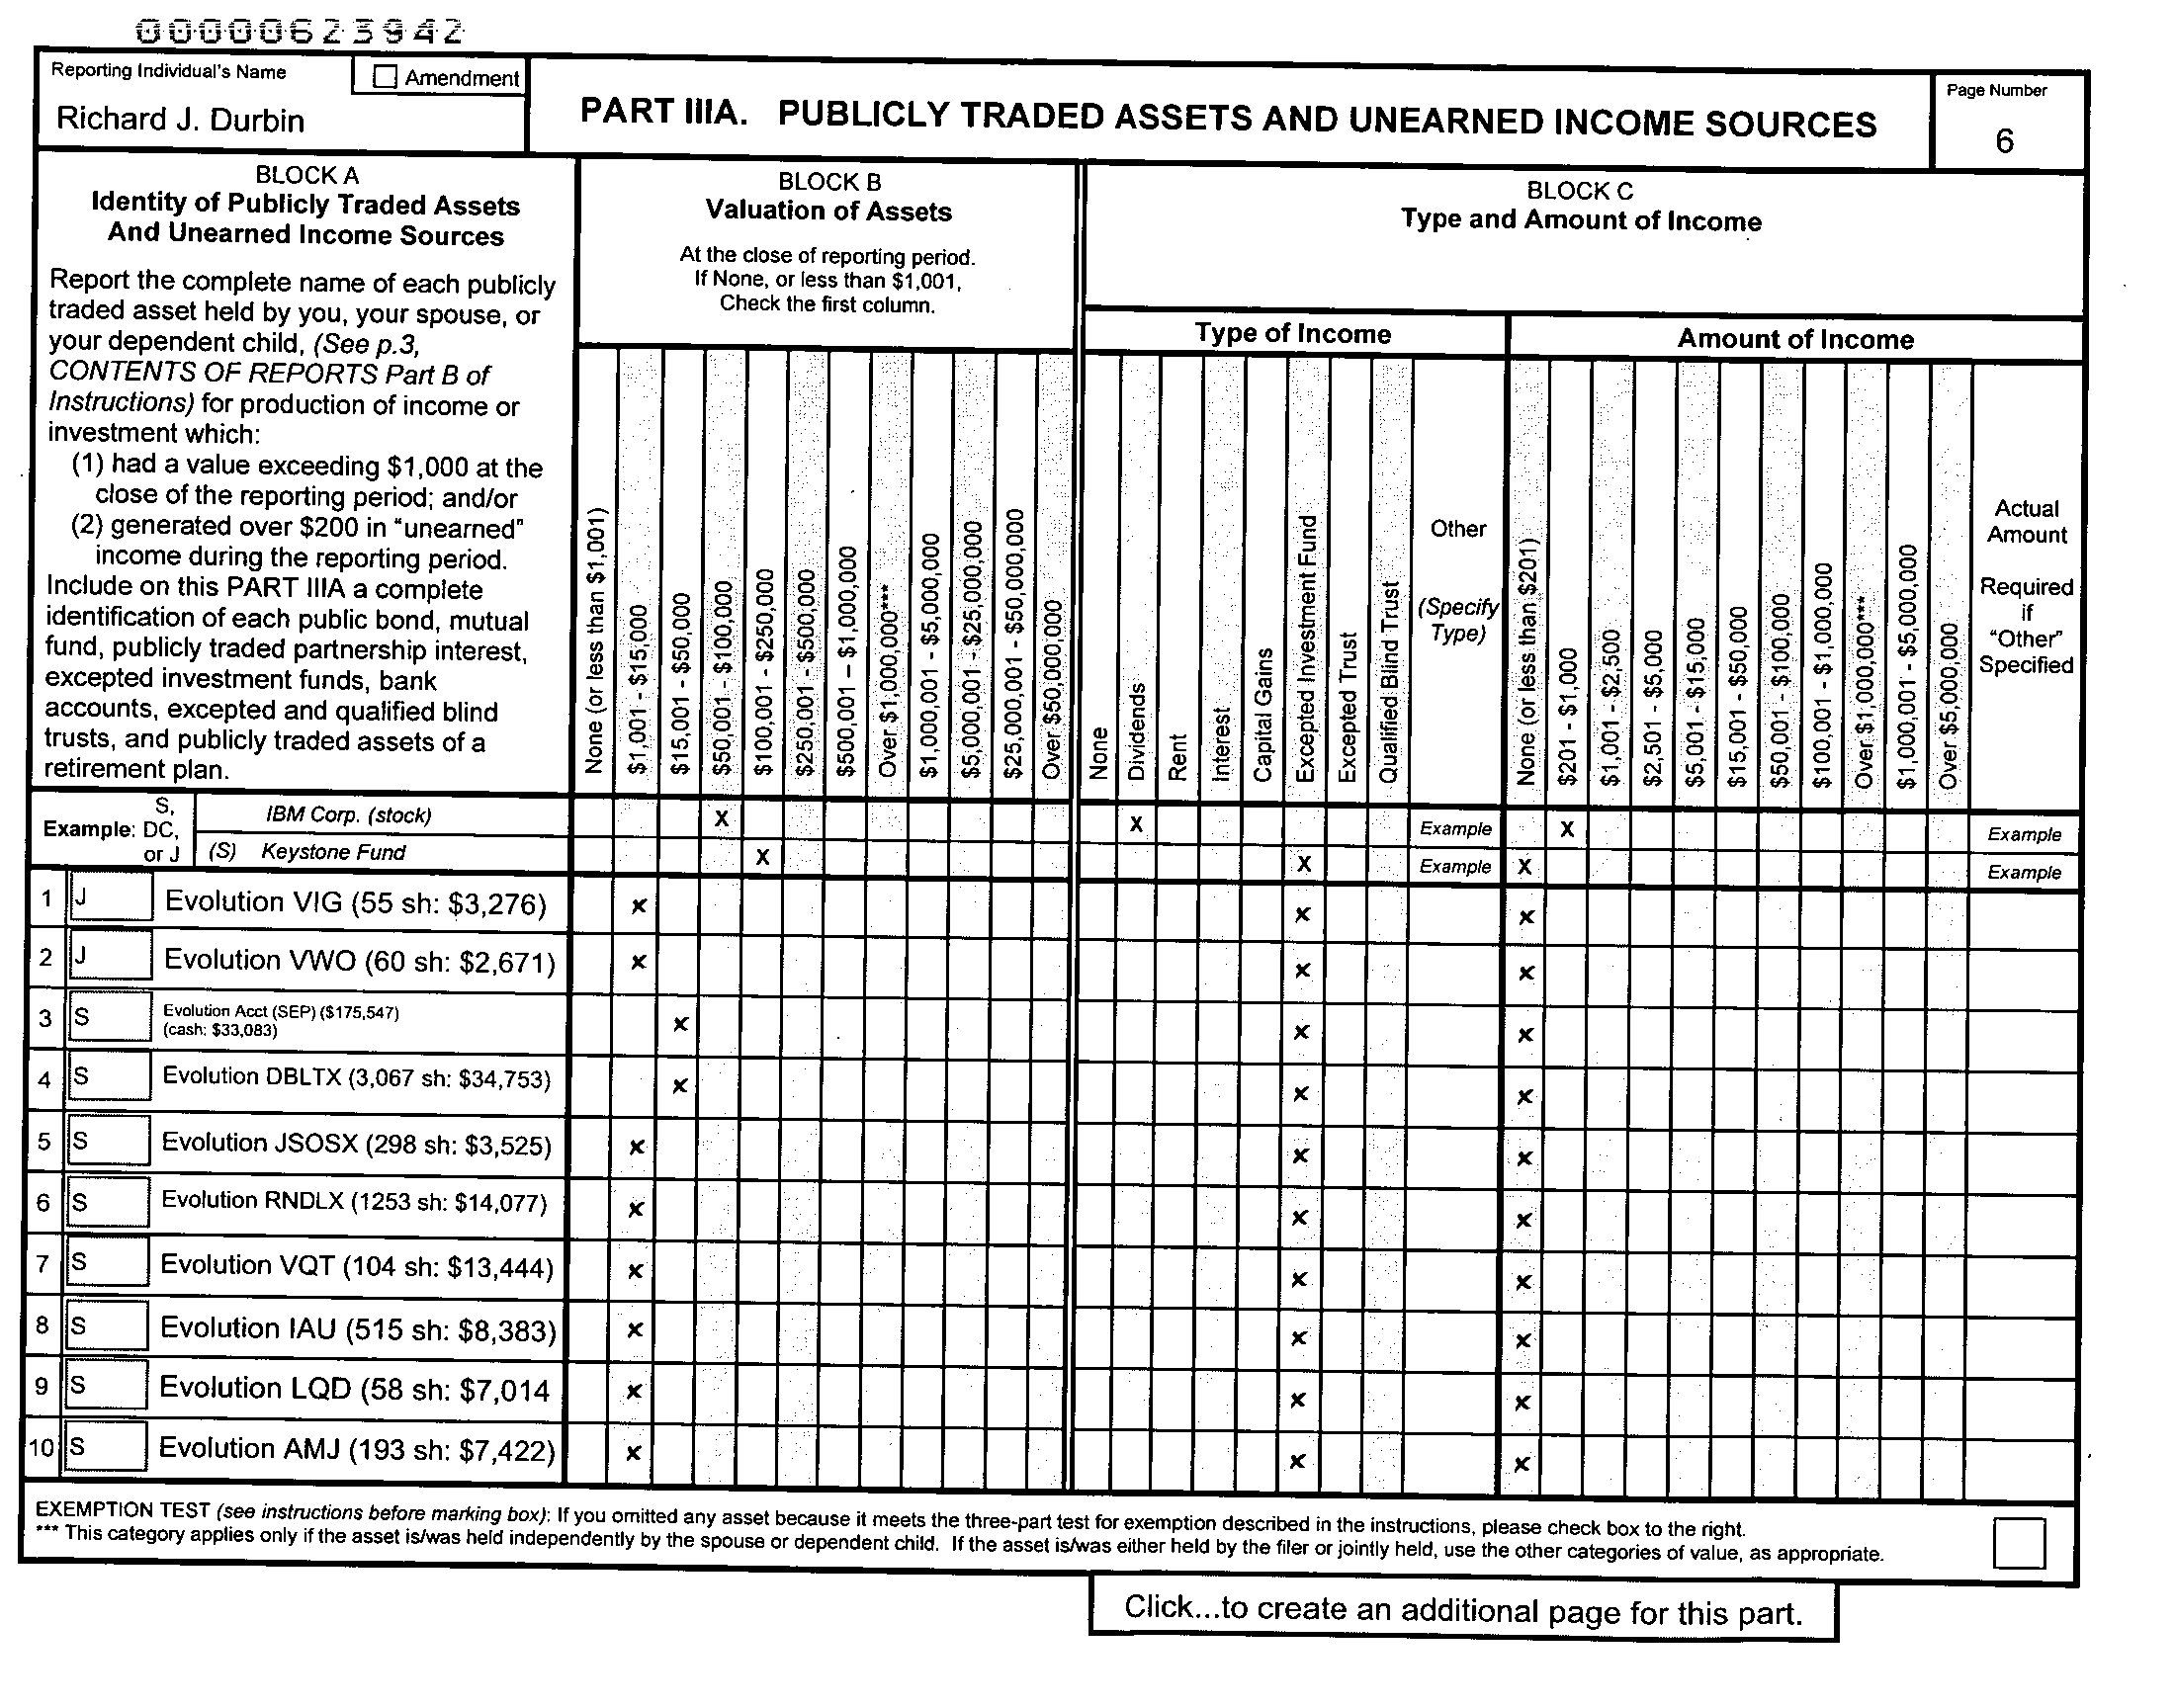 00000623942
Reporting Individual's Name
Amendment
Richard J. Durbin
PART IIIA. PUBLICLY TRADED ASSETS AND UNEARNED INCOME SOURCES
Page Number
6
BLOCK A
Identity of Publicly Traded Assets
And Unearned Income Sources
Report the complete name of each publicly
traded asset held by you, your spouse, or
your dependent child, (See p.3,
CONTENTS OF REPORTS Part B of
Instructions) for production of income or
investment which:
(1) had a value exceeding $1,000 at the
close of the reporting period; and/or
(2) generated over $200 in "unearned"
income during the reporting period.
Include on this PART IIIA a complete
identification of each public bond, mutual
fund, publicly traded partnership interest,
excepted investment funds, bank
accounts, excepted and qualified blind
trusts, and publicly traded assets of a
retirement plan.
BLOCK B
Valuation of Assets
At the close of reporting period.
If None, or less than $1,001,
Check the first column.
None (or less than $1,001)
$1,001 - $15,000
$15,001 - $50,000
$50,001 - $100,000
$100,001 - $250,000
$250,001 - $500,000
$500,001 – $1,000,000
Over $1,000,000***
$1,000,001 - $5,000,000
$5,000,001 - $25,000,000
$25,000,001 - $50,000,000
Over $50,000,000
BLOCK C
Type and Amount of Income
Type of Income
None
Dividends
Rent
Interest
Capital Gains
Excepted Investment Fund
Excepted Trust
Qualified Blind Trust
Other
(Specify
Type)
Amount of Income
None (or less than $201)
$201 - $1,000
$1,001 - $2,500
$2,501 - $5,000
$5,001 - $15,000
$15,001 - $50,000
$50,001 - $100,000
$100,001 - $1,000,000
Over $1,000,000***
$1,000,001 - $5,000,000
Over $5,000,000
Actual
Amount
Required
if
"Other"
Specified
Example:
S,
DC,
or J
IBM Corp. (stock) X X Example X Example
(S) Keystone Fund X X Example X Example
1 J Evolution VIG (55 sh: $3,276) x x x
2 J Evolution VWO (60 sh: $2,671) x x x
3 S Evolution Acct (SEP) ($175,547)
(cash: $33,083) x x x
4 S Evolution DBLTX (3,067 sh: $34,753) x x x
5 S Evolution JSOSX (298 sh: $3,525) x x x
6 S Evolution RNDLX (1253 sh: $14,077) x x x
7 S Evolution VQT (104 sh: $13,444) x x x
8 S Evolution IAU (515 sh: $8,383) x x x
9 S Evolution LQD (58 sh: $7,014 x x x
10 S Evolution AMJ (193 sh: $7,422) x x x
EXEMPTION TEST (see instructions before marking box): If you omitted any asset because it meets the three-part test for exemption described in the instructions, please check box to the right.
*** This category applies only if the asset is/was held independently by the spouse or dependent child. If the asset is/was either held by the filer or jointly held, use the other categories of value, as appropriate.
Click...to create an additional page for this part.